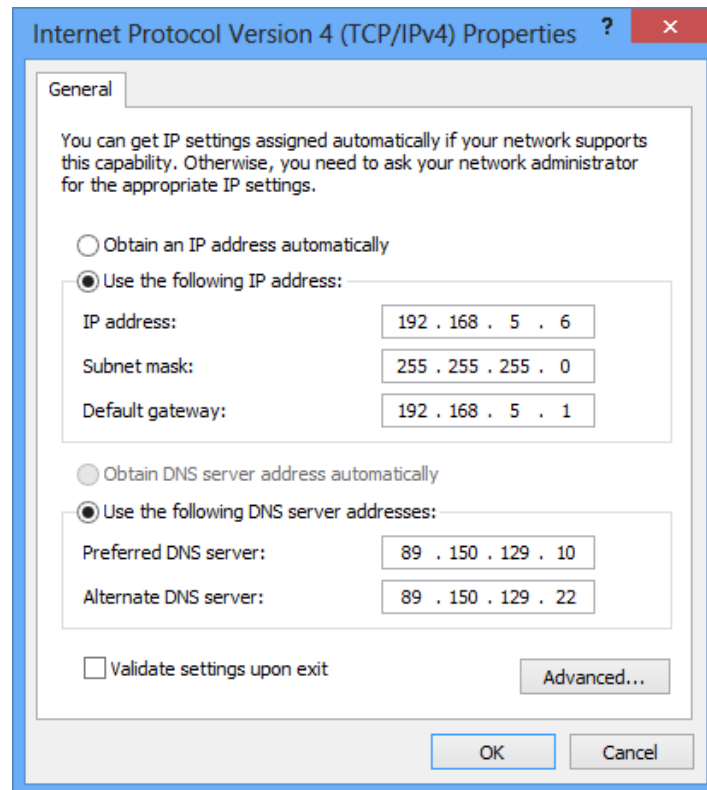 Internet Protocol Version 4 (TCP/IPv4) Properties ? ×
General
You can get IP settings assigned automatically if your network supports
this capability. Otherwise, you need to ask your network administrator
for the appropriate IP settings.
Obtain an IP address automatically
Use the following IP address:
IP address: 192 . 168 . 5 . 6
Subnet mask: 255 . 255 . 255 . 0
Default gateway: 192 . 168 . 5 . 1
Obtain DNS server address automatically
Use the following DNS server addresses:
Preferred DNS server: 89 . 150 . 129 . 10
Alternate DNS server: 89 . 150 . 129 . 22
Validate settings upon exit
Advanced...
OK Cancel